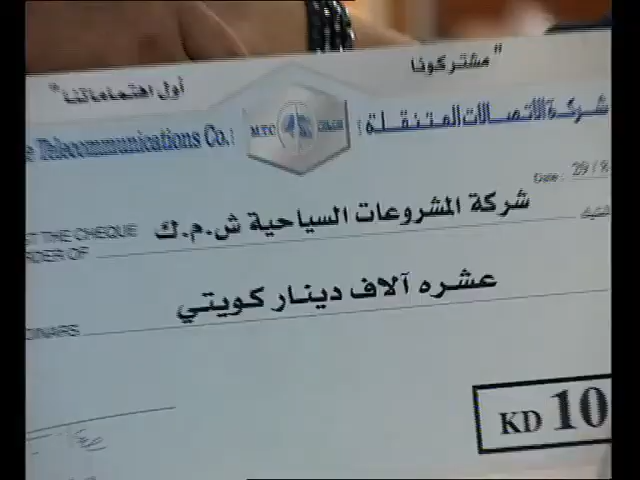 "مشتركونا
أول اهتماماتنا"
Telecommunications Co.
M.T.C
شركة الاتصالات المتنقلة
Date: 29/
THE CHEQUE
شركة المشروعات السياحية ش.م.ك
ORDER OF
عشره آلاف دينار كويتي
DINARS
KD 10